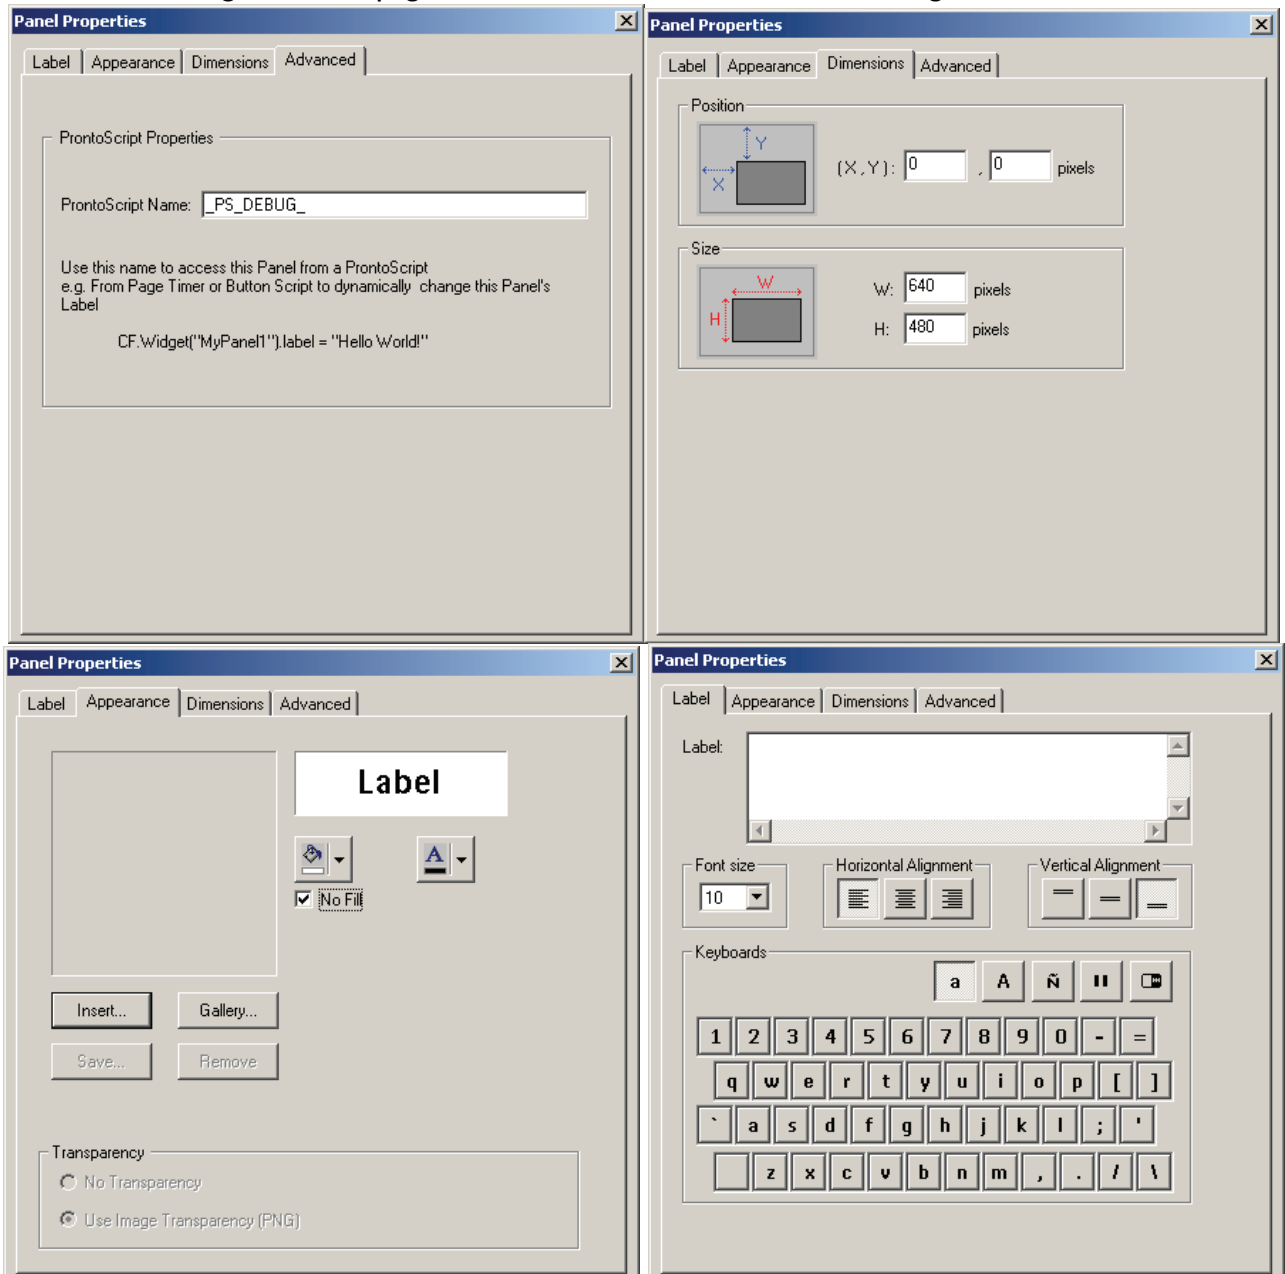 Panel Properties
Label Appearance Dimensions Advanced
ProntoScript Properties
ProntoScript Name: _PS_DEBUG_
Use this name to access this Panel from a ProntoScript
e.g. From Page Timer or Button Script to dynamically change this Panel's
Label
CF.Widget("MyPanel1").label = "Hello World!"
Panel Properties
Label Appearance Dimensions Advanced
Position
Y
X
(X,Y): 0 , 0 pixels
Size
W
H
W: 640 pixels
H: 480 pixels
Panel Properties
Label Appearance Dimensions Advanced
Label
A
No Fill
Insert... Gallery...
Save... Remove
Transparency
No Transparency
Use Image Transparency (PNG)
Panel Properties
Label Appearance Dimensions Advanced
Label:
Font size Horizontal Alignment Vertical Alignment
10
Keyboards
a A Ñ
1 2 3 4 5 6 7 8 9 0 - =
q w e r t y u i o p [ ]
` a s d f g h j k l ; '
z x c v b n m , . / \